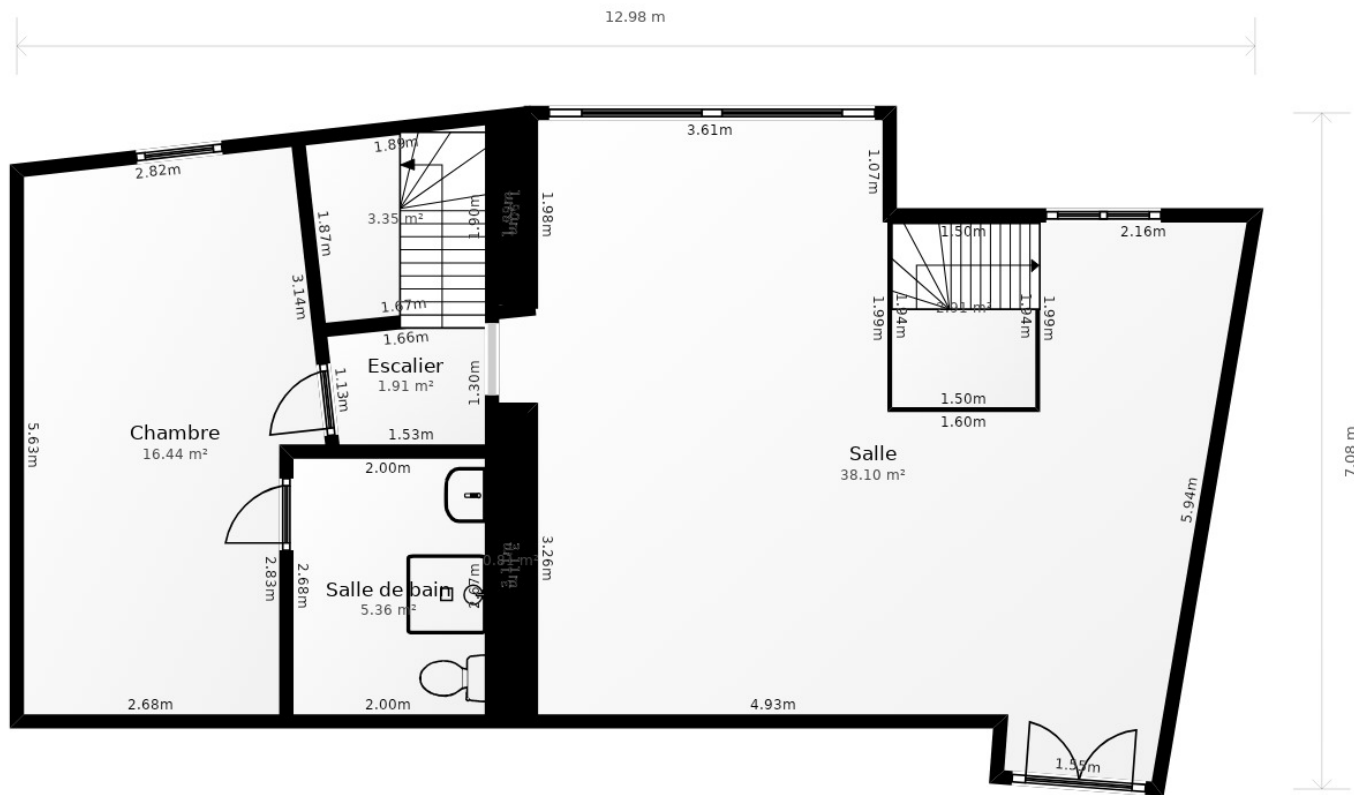 12.98 m
3.61m
1.89m
2.82m
1.07m
3.35 m²
1.87m
1.90m
1.98m
1.50m
2.16m
3.14m
1.67m
1.99m
1.94m
2.91 m²
1.94m
1.99m
1.66m
Escalier
1.91 m²
1.13m
1.30m
1.50m
1.60m
1.53m
Chambre
16.44 m²
5.63m
Salle
38.10 m²
7.08 m
2.00m
5.94m
3.26m
2.83m
2.68m
Salle de bain
5.36 m²
2.68m
2.00m
4.93m
1.55m